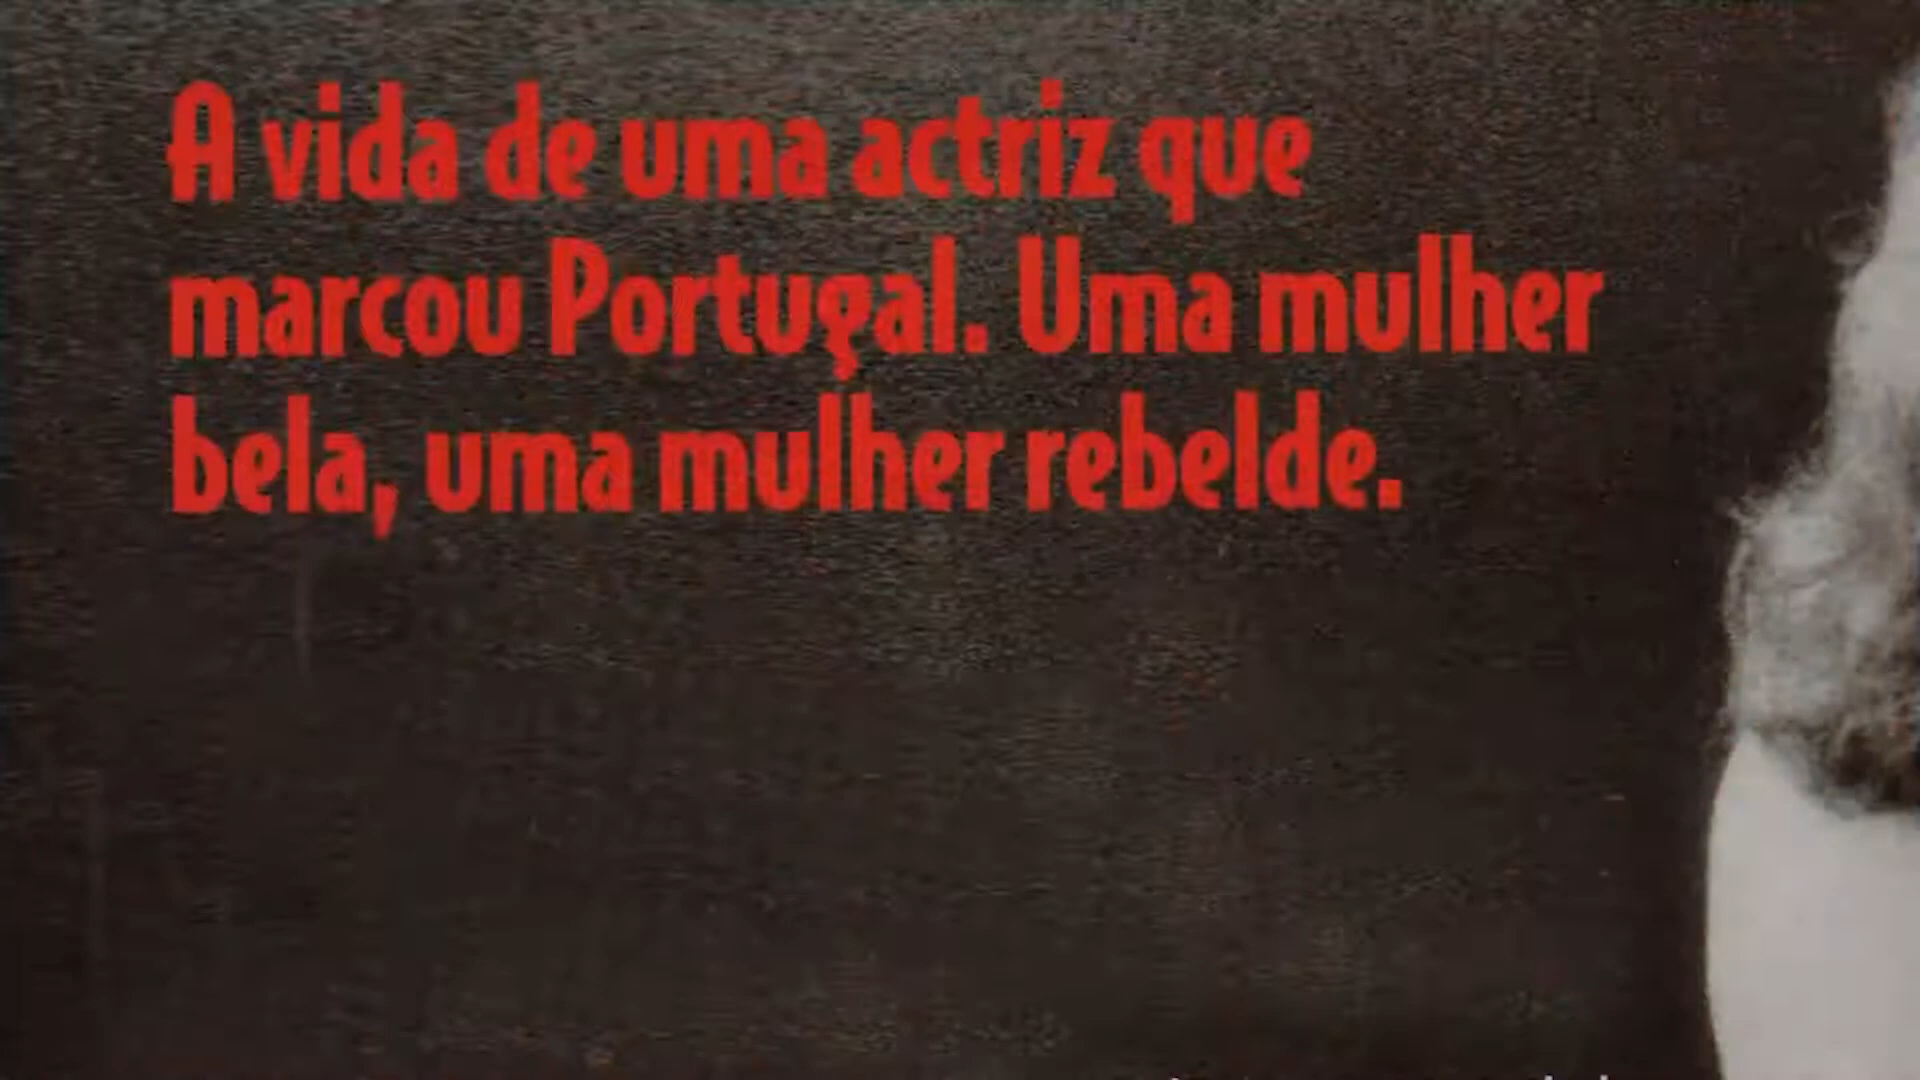 A vida de uma actriz que
marcou Portugal. Uma mulher
bela, uma mulher rebelde.